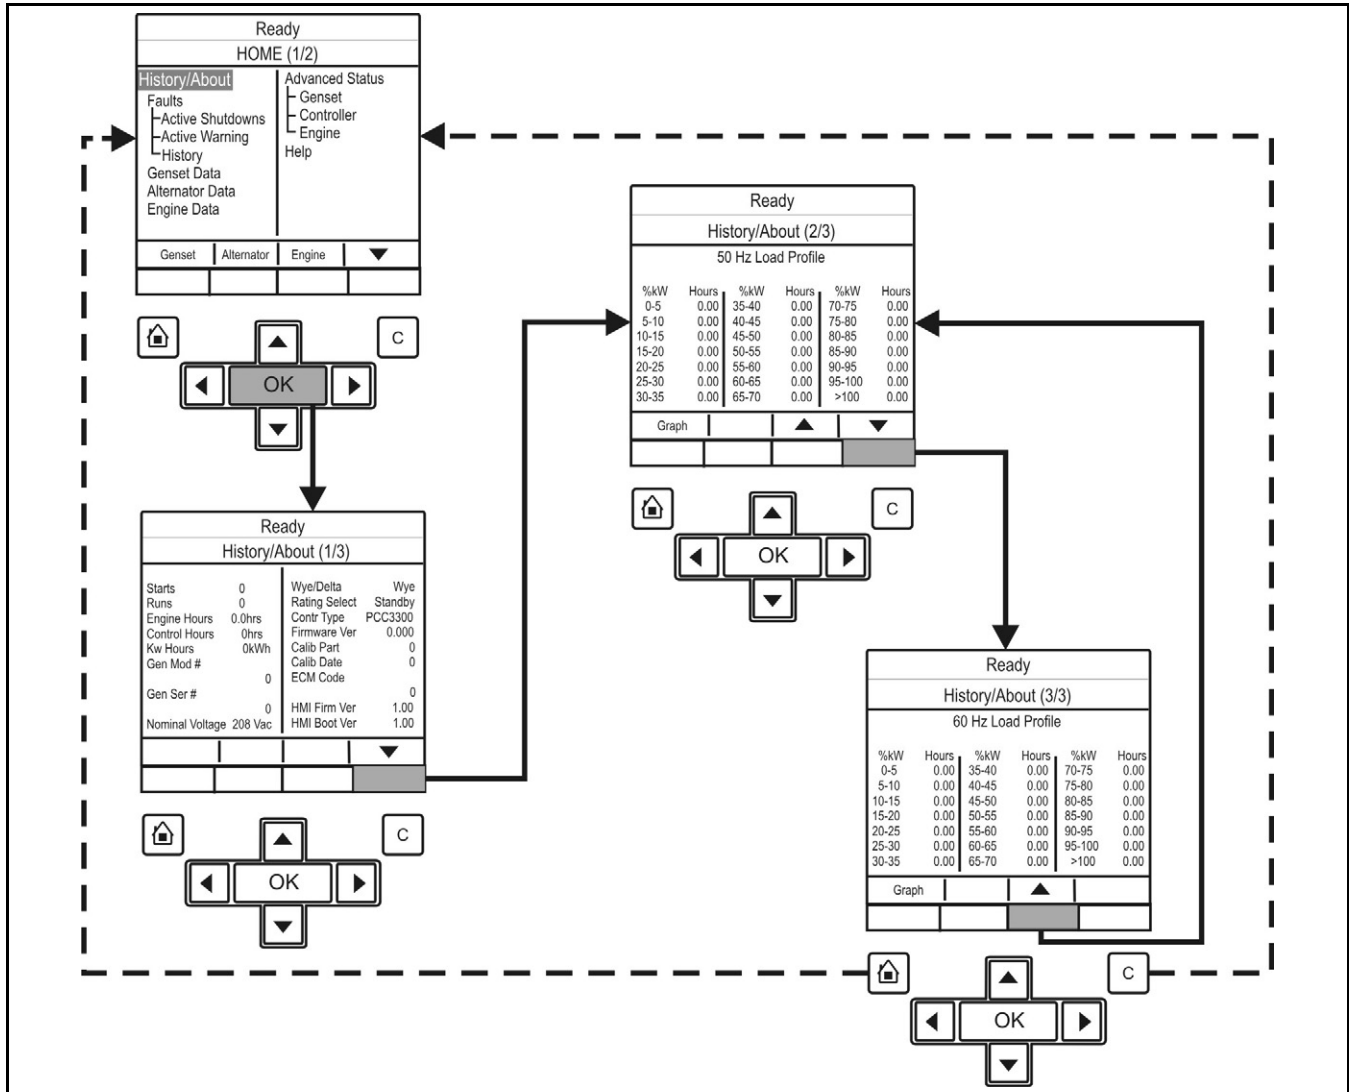 Ready
HOME (1/2)
History/About
Faults
Active Shutdowns
Active Warning
History
Genset Data
Alternator Data
Engine Data
Advanced Status
Genset
Controller
Engine
Help
Genset Alternator Engine
C
OK
Ready
History/About (1/3)
Starts 0
Runs 0
Engine Hours 0.0hrs
Control Hours 0hrs
Kw Hours 0kWh
Gen Mod #
0
Gen Ser #
0
Nominal Voltage 208 Vac
Wye/Delta Wye
Rating Select Standby
Contr Type PCC3300
Firmware Ver 0.000
Calib Part 0
Calib Date 0
ECM Code
0
HMI Firm Ver 1.00
HMI Boot Ver 1.00
C
OK
Ready
History/About (2/3)
50 Hz Load Profile
%kW Hours %kW Hours %kW Hours
0-5 0.00 35-40 0.00 70-75 0.00
5-10 0.00 40-45 0.00 75-80 0.00
10-15 0.00 45-50 0.00 80-85 0.00
15-20 0.00 50-55 0.00 85-90 0.00
20-25 0.00 55-60 0.00 90-95 0.00
25-30 0.00 60-65 0.00 95-100 0.00
30-35 0.00 65-70 0.00 >100 0.00
Graph
C
OK
Ready
History/About (3/3)
60 Hz Load Profile
%kW Hours %kW Hours %kW Hours
0-5 0.00 35-40 0.00 70-75 0.00
5-10 0.00 40-45 0.00 75-80 0.00
10-15 0.00 45-50 0.00 80-85 0.00
15-20 0.00 50-55 0.00 85-90 0.00
20-25 0.00 55-60 0.00 90-95 0.00
25-30 0.00 60-65 0.00 95-100 0.00
30-35 0.00 65-70 0.00 >100 0.00
Graph
C
OK